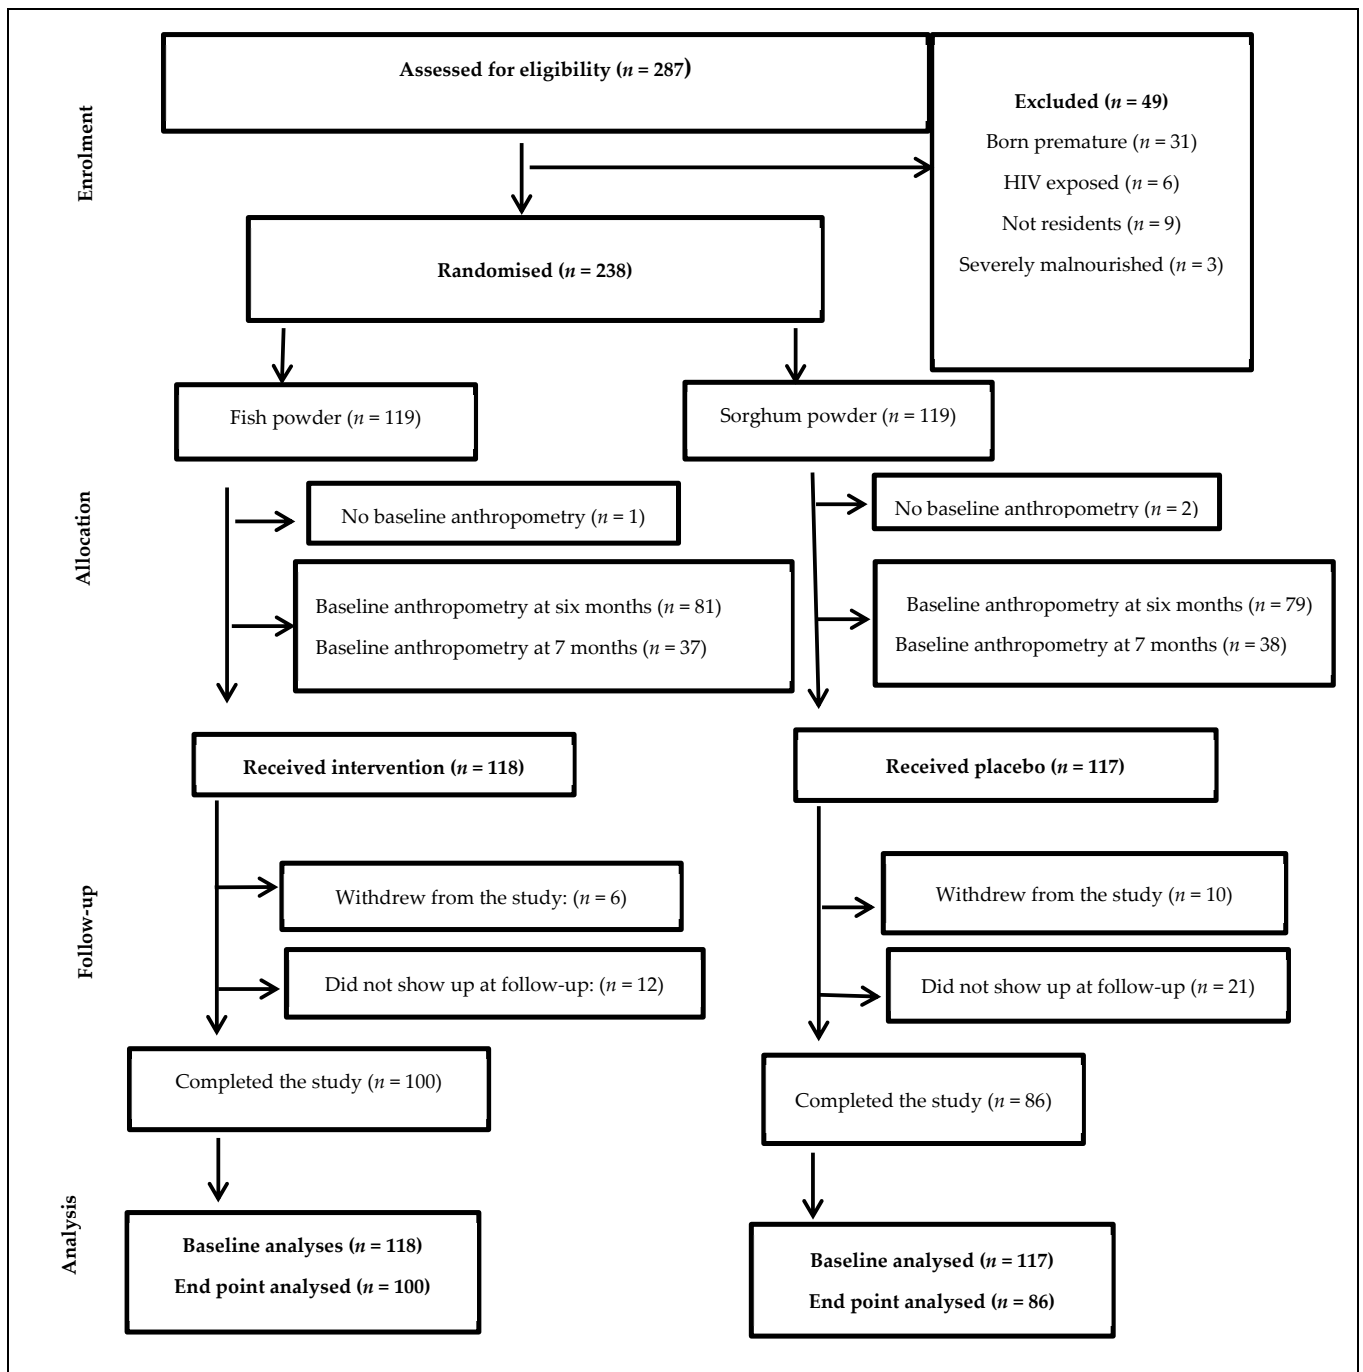 Enrolment
Assessed for eligibility (n = 287)
Excluded (n = 49)
Born premature (n = 31)
HIV exposed (n = 6)
Not residents (n = 9)
Severely malnourished (n = 3)
Randomised (n = 238)
Allocation
Fish powder (n = 119)
Sorghum powder (n = 119)
No baseline anthropometry (n = 1)
No baseline anthropometry (n = 2)
Baseline anthropometry at six months (n = 81)
Baseline anthropometry at 7 months (n = 37)
Baseline anthropometry at six months (n = 79)
Baseline anthropometry at 7 months (n = 38)
Received intervention (n = 118)
Received placebo (n = 117)
Follow-up
Withdrew from the study: (n = 6)
Withdrew from the study (n = 10)
Did not show up at follow-up: (n = 12)
Did not show up at follow-up (n = 21)
Completed the study (n = 100)
Completed the study (n = 86)
Analysis
Baseline analyses (n = 118)
End point analysed (n = 100)
Baseline analysed (n = 117)
End point analysed (n = 86)